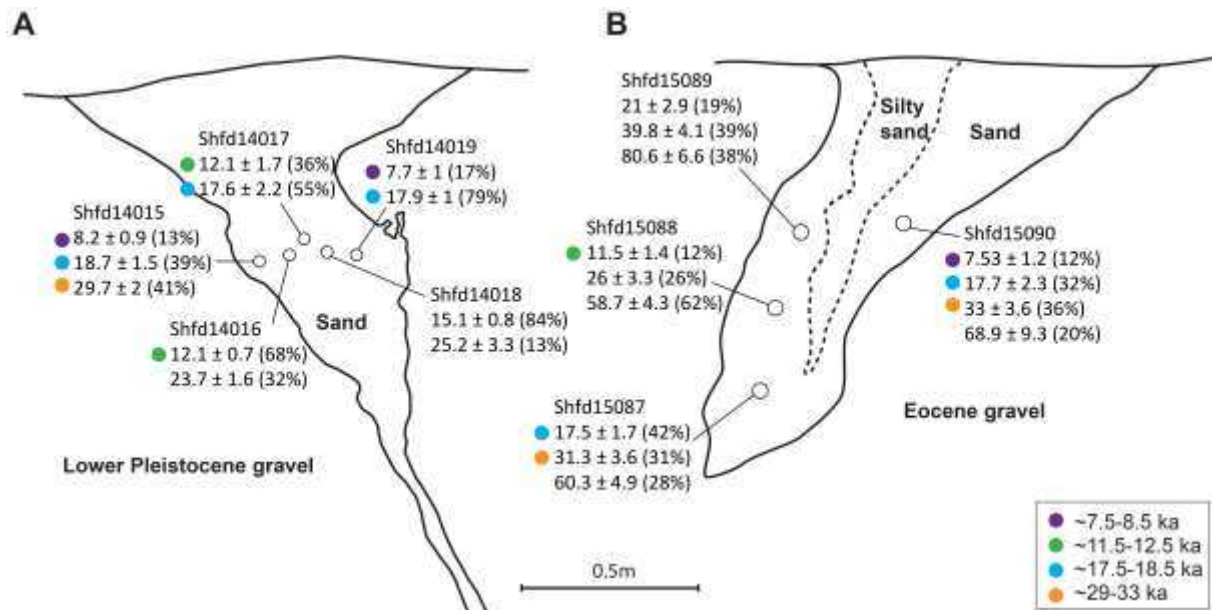 A
Shfd14017
12.1 ± 1.7 (36%)
17.6 ± 2.2 (55%)
Shfd14019
7.7 ± 1 (17%)
17.9 ± 1 (79%)
Shfd14015
8.2 ± 0.9 (13%)
18.7 ± 1.5 (39%)
29.7 ± 2 (41%)
Shfd14016
12.1 ± 0.7 (68%)
23.7 ± 1.6 (32%)
Sand
Shfd14018
15.1 ± 0.8 (84%)
25.2 ± 3.3 (13%)
Lower Pleistocene gravel
B
Shfd15089
21 ± 2.9 (19%)
39.8 ± 4.1 (39%)
80.6 ± 6.6 (38%)
Silty
sand
Sand
Shfd15088
11.5 ± 1.4 (12%)
26 ± 3.3 (26%)
58.7 ± 4.3 (62%)
Shfd15090
7.53 ± 1.2 (12%)
17.7 ± 2.3 (32%)
33 ± 3.6 (36%)
68.9 ± 9.3 (20%)
Shfd15087
17.5 ± 1.7 (42%)
31.3 ± 3.6 (31%)
60.3 ± 4.9 (28%)
Eocene gravel
0.5m
~7.5-8.5 ka
~11.5-12.5 ka
~17.5-18.5 ka
~29-33 ka